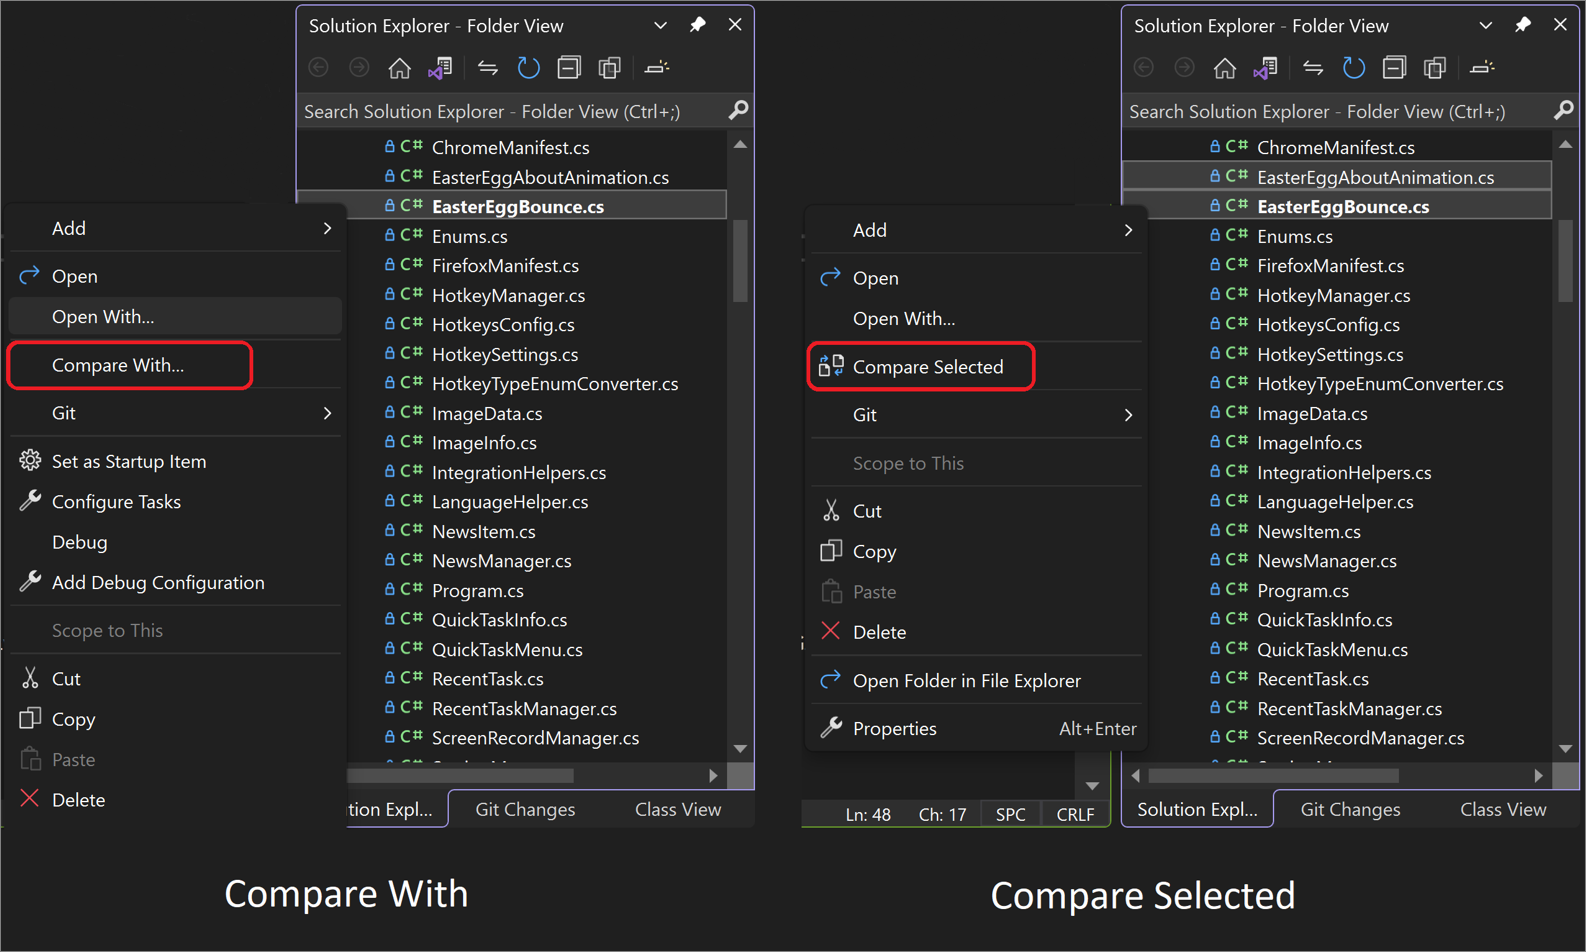 Solution Explorer - Folder View
Search Solution Explorer - Folder View (Ctrl+;)
C# ChromeManifest.cs
C# EasterEggAboutAnimation.cs
C# EasterEggBounce.cs
C# Enums.cs
C# FirefoxManifest.cs
C# HotkeyManager.cs
C# HotkeysConfig.cs
C# HotkeySettings.cs
C# HotkeyTypeEnumConverter.cs
C# ImageData.cs
C# ImageInfo.cs
C# IntegrationHelpers.cs
C# LanguageHelper.cs
C# NewsItem.cs
C# NewsManager.cs
C# Program.cs
C# QuickTaskInfo.cs
C# QuickTaskMenu.cs
C# RecentTask.cs
C# RecentTaskManager.cs
C# ScreenRecordManager.cs
Add
Open
Open With...
Compare With...
Git
Set as Startup Item
Configure Tasks
Debug
Add Debug Configuration
Scope to This
Cut
Copy
Paste
Delete
tion Expl...
Git Changes
Class View
Compare With
Solution Explorer - Folder View
Search Solution Explorer - Folder View (Ctrl+;)
C# ChromeManifest.cs
C# EasterEggAboutAnimation.cs
C# EasterEggBounce.cs
C# Enums.cs
C# FirefoxManifest.cs
C# HotkeyManager.cs
C# HotkeysConfig.cs
C# HotkeySettings.cs
C# HotkeyTypeEnumConverter.cs
C# ImageData.cs
C# ImageInfo.cs
C# IntegrationHelpers.cs
C# LanguageHelper.cs
C# NewsItem.cs
C# NewsManager.cs
C# Program.cs
C# QuickTaskInfo.cs
C# QuickTaskMenu.cs
C# RecentTask.cs
C# RecentTaskManager.cs
C# ScreenRecordManager.cs
Add
Open
Open With...
Compare Selected
Git
Scope to This
Cut
Copy
Paste
Delete
Open Folder in File Explorer
Properties Alt+Enter
Ln: 48 Ch: 17 SPC CRLF
Solution Expl...
Git Changes
Class View
Compare Selected